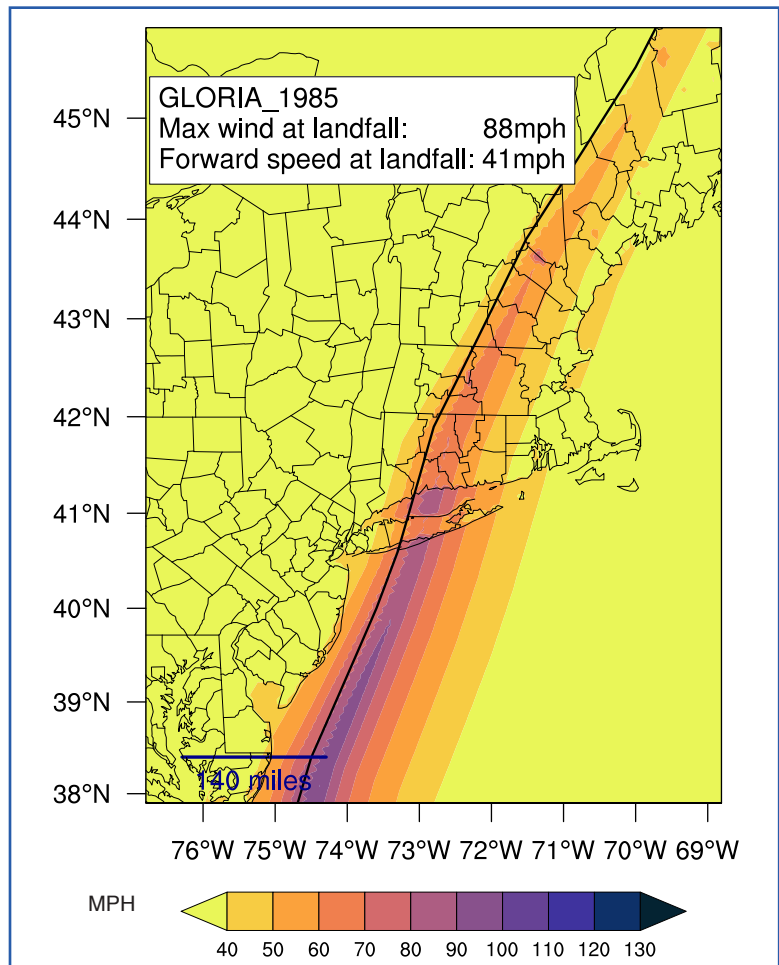 GLORIA_1985
Max wind at landfall: 88mph
Forward speed at landfall: 41mph
45°N
44°N
43°N
42°N
41°N
40°N
39°N
38°N
140 miles
76°W 75°W 74°W 73°W 72°W 71°W 70°W 69°W
MPH
40 50 60 70 80 90 100 110 120 130